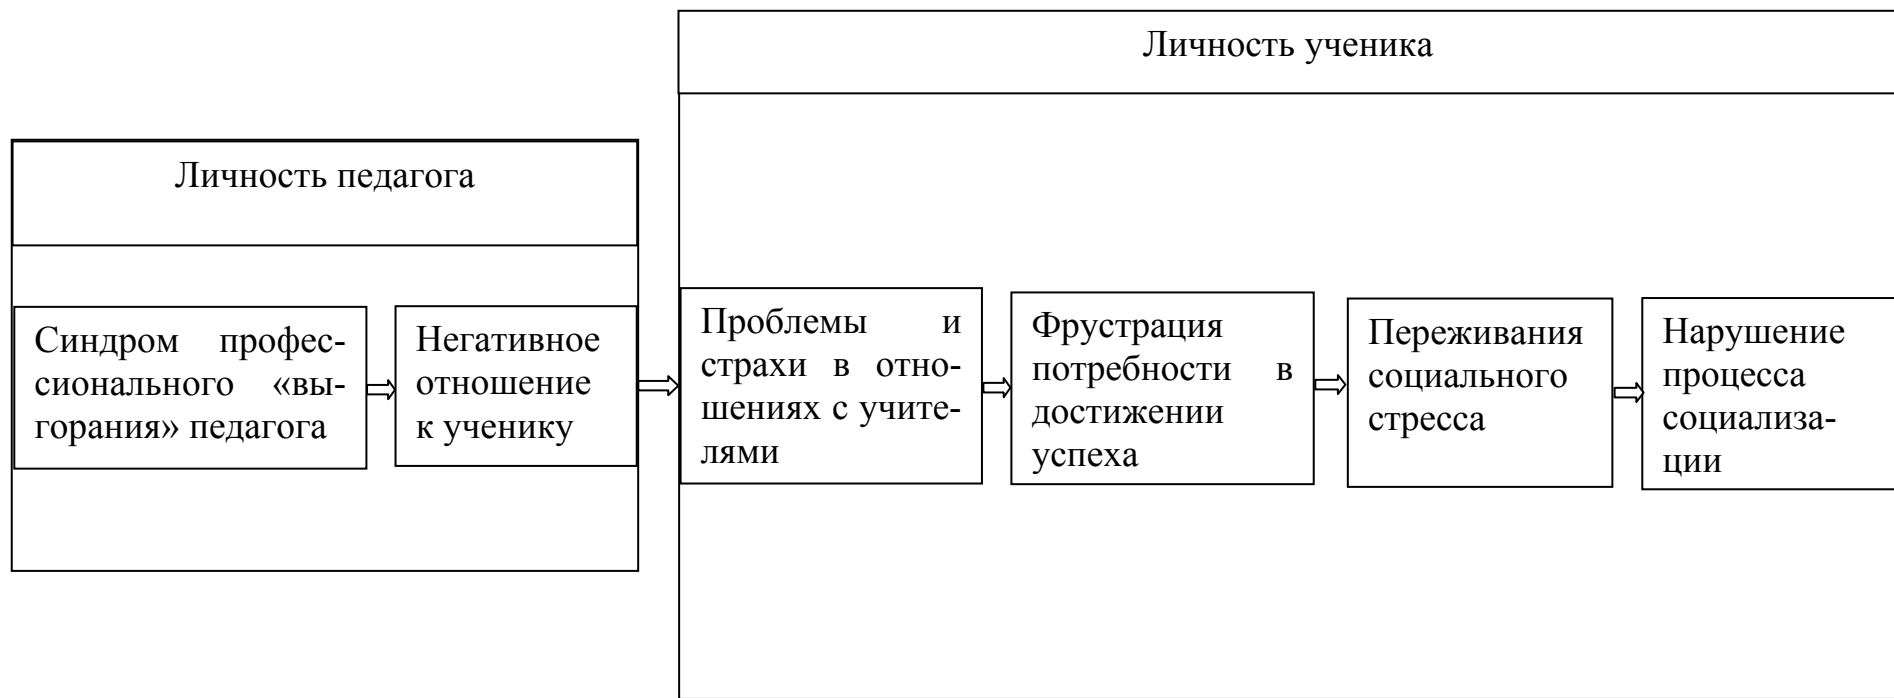 Личность ученика
Личность педагога
Синдром профес-
сионального «вы-
горания» педагога
Негативное
отношение
к ученику
Проблемы и
страхи в отно-
шениях с учите-
лями
Фрустрация
потребности в
достижении
успеха
Переживания
социального
стресса
Нарушение
процесса
социализа-
ции